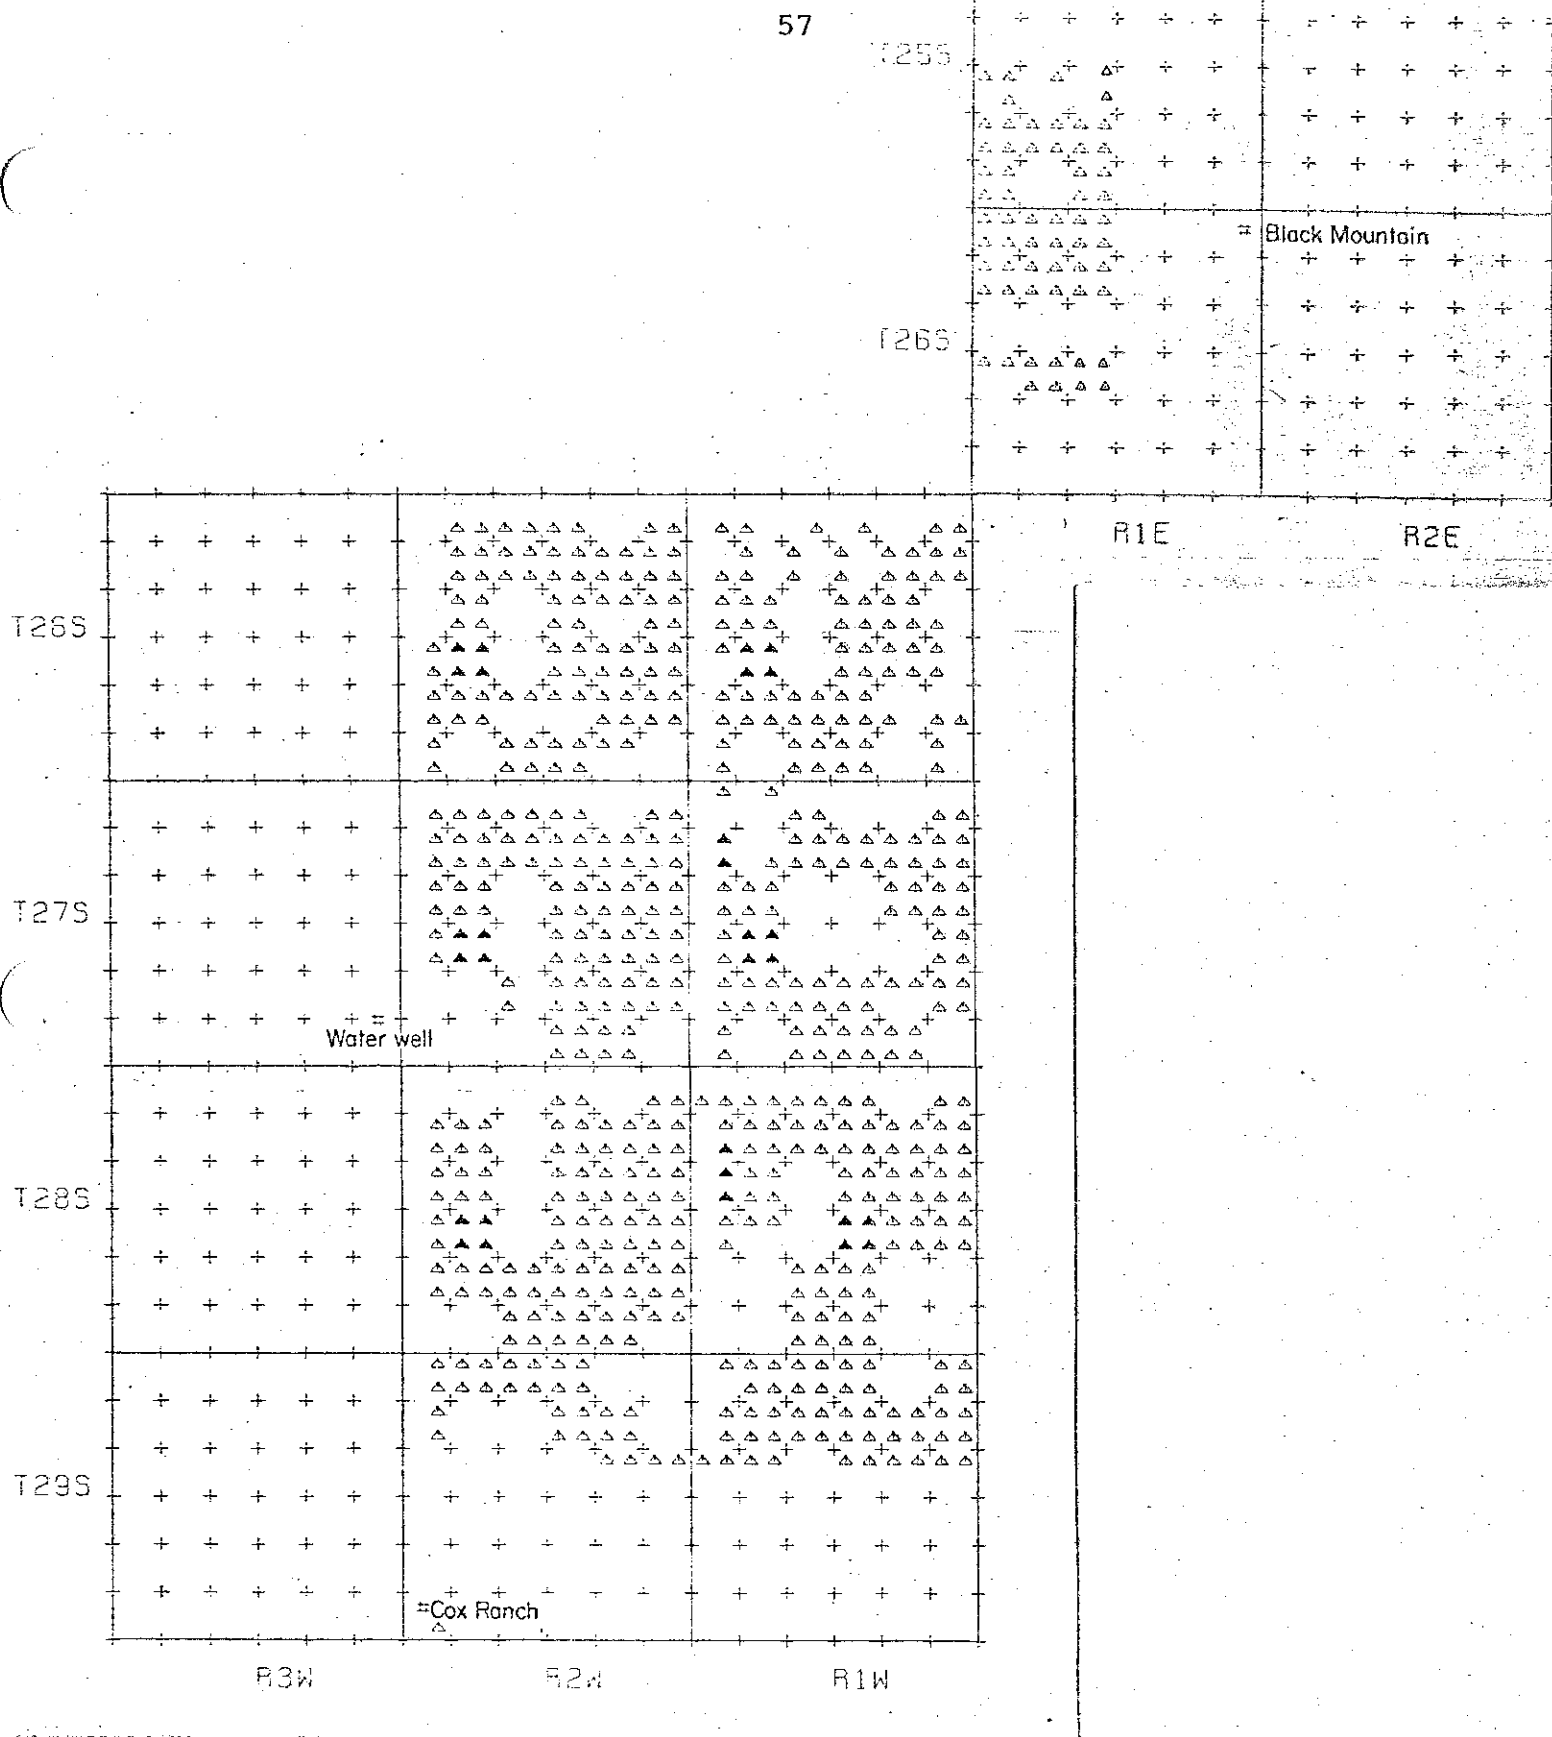 57
T25S
Black Mountain
T26S
R1E R2E
T26S
T27S
Water well
T28S
T29S
Cox Ranch
R3W R2W R1W